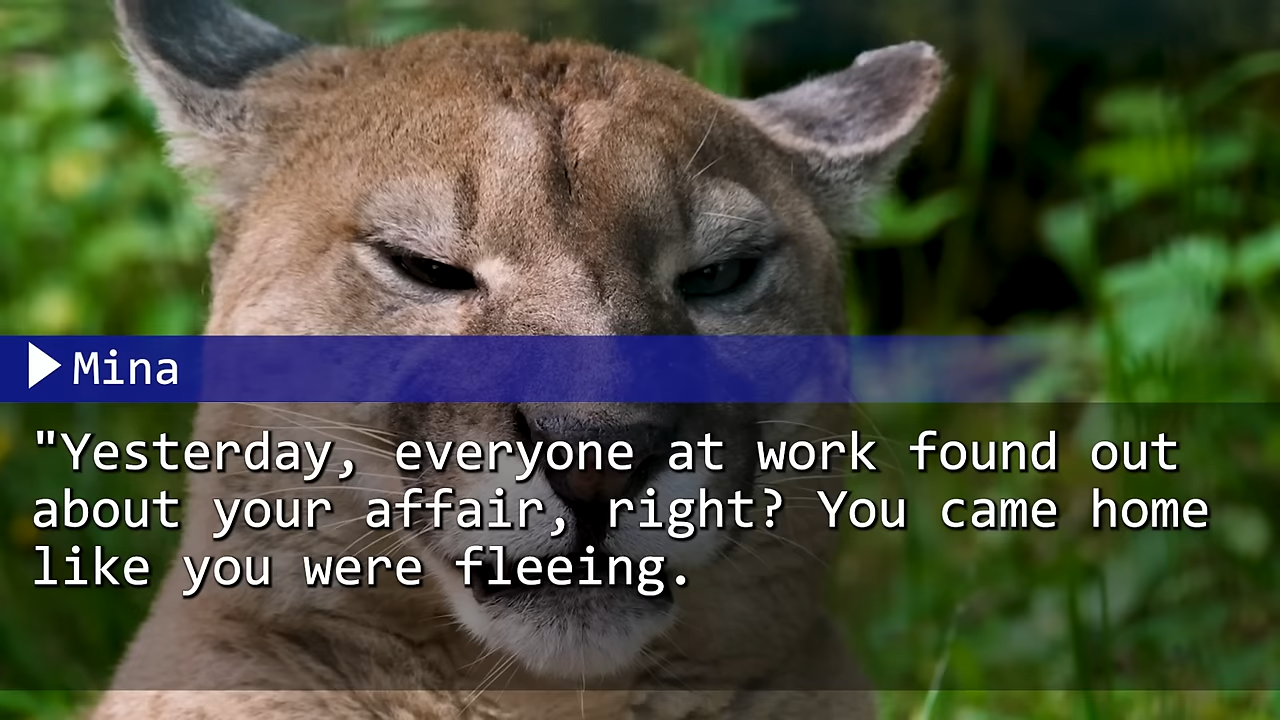 Mina
"Yesterday, everyone at work found out
about your affair, right? You came home
like you were fleeing.